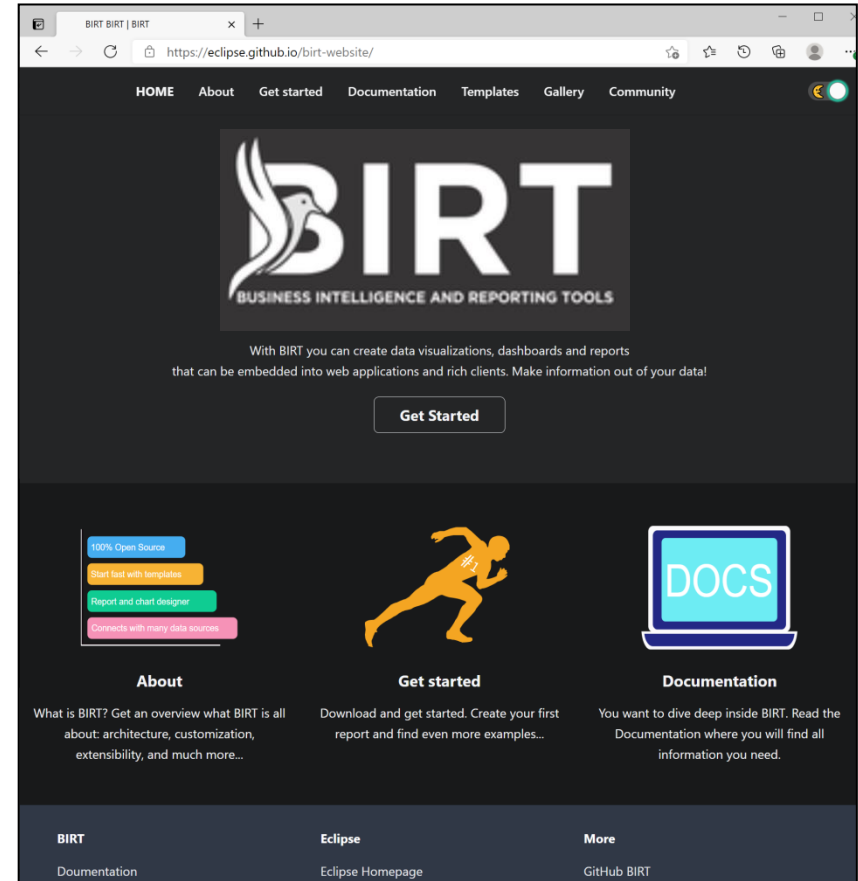 BIRT BIRT | BIRT
https://eclipse.github.io/birt-website/
HOME About Get started Documentation Templates Gallery Community
BIRT
BUSINESS INTELLIGENCE AND REPORTING TOOLS
With BIRT you can create data visualizations, dashboards and reports
that can be embedded into web applications and rich clients. Make information out of your data!
Get Started
100% Open Source
Start fast with templates
Report and chart designer
Connects with many data sources
#1
DOCS
About
What is BIRT? Get an overview what BIRT is all
about: architecture, customization,
extensibility, and much more...
Get started
Download and get started. Create your first
report and find even more examples...
Documentation
You want to dive deep inside BIRT. Read the
Documentation where you will find all
information you need.
BIRT Eclipse More
Doumentation Eclipse Homepage GitHub BIRT